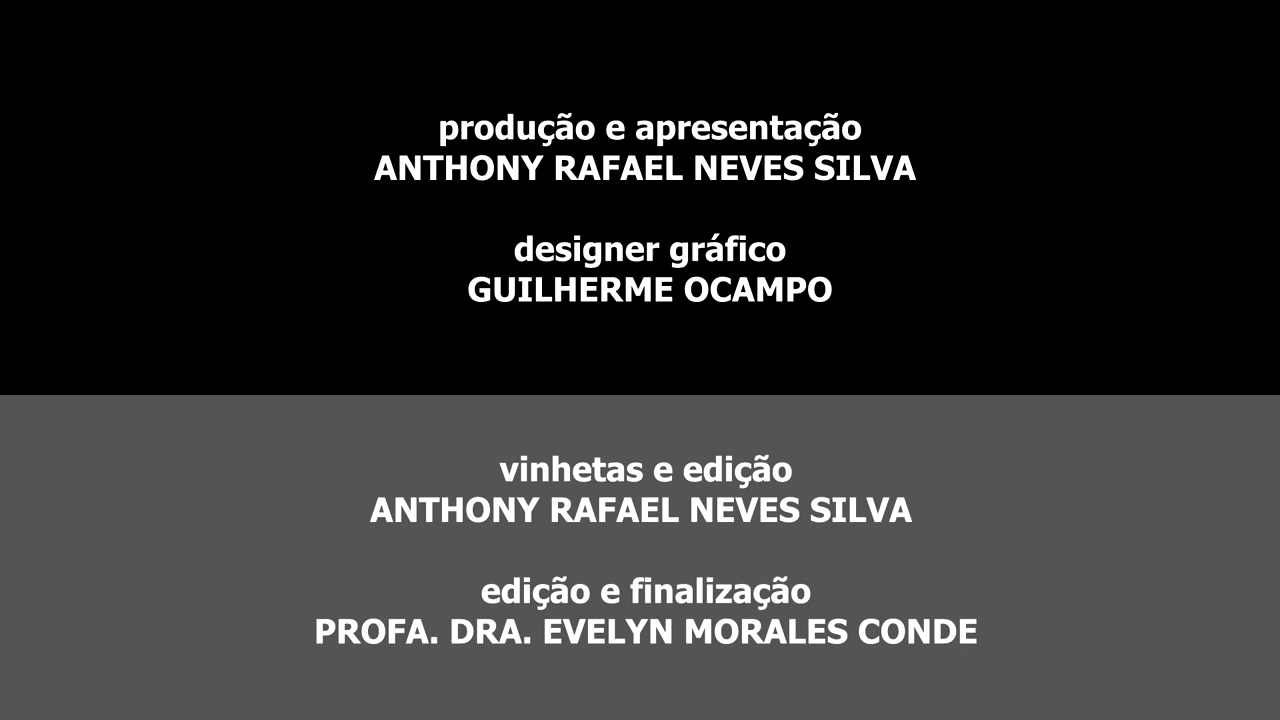 produção e apresentação
ANTHONY RAFAEL NEVES SILVA
designer gráfico
GUILHERME OCAMPO
vinhetas e edição
ANTHONY RAFAEL NEVES SILVA
edição e finalização
PROFA. DRA. EVELYN MORALES CONDE